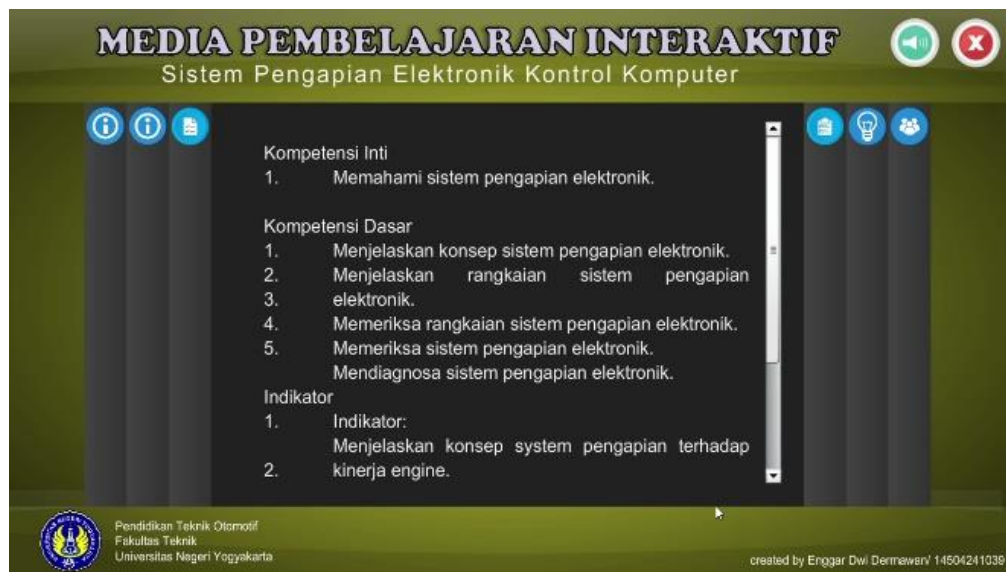 MEDIA PEMBELAJARAN INTERAKTIF
Sistem Pengapian Elektronik Kontrol Komputer
Kompetensi Inti
1. Memahami sistem pengapian elektronik.
Kompetensi Dasar
1. Menjelaskan konsep sistem pengapian elektronik.
2. Menjelaskan rangkaian sistem pengapian
3. elektronik.
4. Memeriksa rangkaian sistem pengapian elektronik.
5. Memeriksa sistem pengapian elektronik.
Mendiagnosa sistem pengapian elektronik.
Indikator
1. Indikator:
Menjelaskan konsep system pengapian terhadap
2. kinerja engine.
Pendidikan Teknik Otomotif
Fakultas Teknik
Universitas Negeri Yogyakarta
created by Enggar Dwi Dermawan/ 14504241039